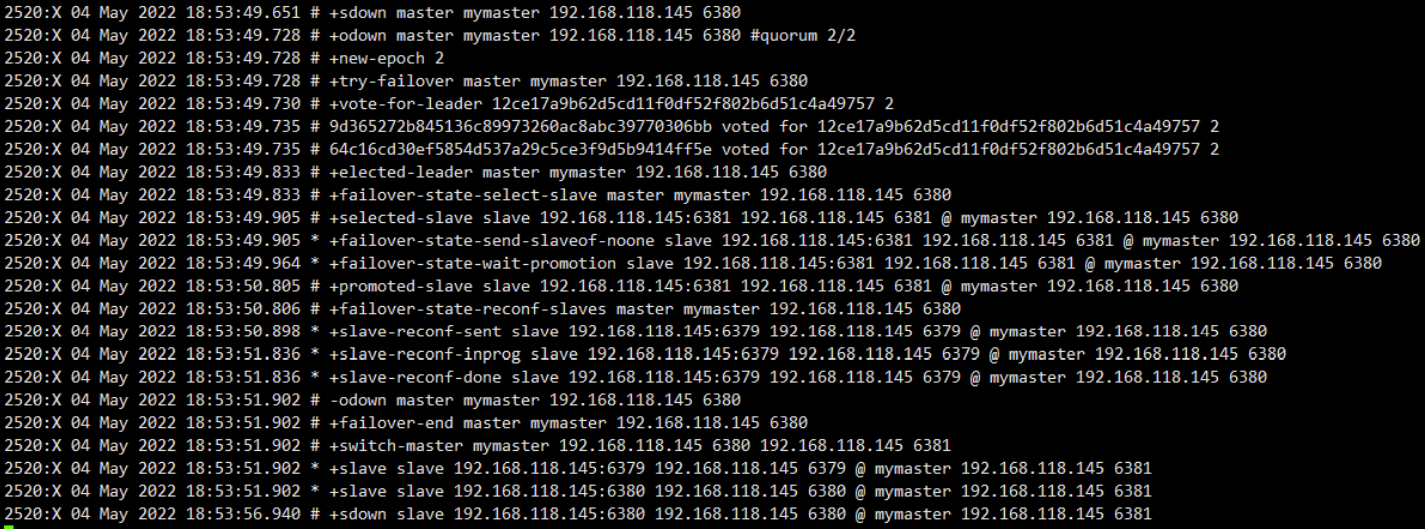 2520:X 04 May 2022 18:53:49.651 # +sdown master mymaster 192.168.118.145 6380
2520:X 04 May 2022 18:53:49.728 # +odown master mymaster 192.168.118.145 6380 #quorum 2/2
2520:X 04 May 2022 18:53:49.728 # +new-epoch 2
2520:X 04 May 2022 18:53:49.728 # +try-failover master mymaster 192.168.118.145 6380
2520:X 04 May 2022 18:53:49.730 # +vote-for-leader 12ce17a9b62d5cd11f0df52f802b6d51c4a49757 2
2520:X 04 May 2022 18:53:49.735 # 9d365272b845136c89973260ac8abc39770306bb voted for 12ce17a9b62d5cd11f0df52f802b6d51c4a49757 2
2520:X 04 May 2022 18:53:49.735 # 64c16cd30ef5854d537a29c5ce3f9d5b9414ff5e voted for 12ce17a9b62d5cd11f0df52f802b6d51c4a49757 2
2520:X 04 May 2022 18:53:49.833 # +elected-leader master mymaster 192.168.118.145 6380
2520:X 04 May 2022 18:53:49.833 # +failover-state-select-slave master mymaster 192.168.118.145 6380
2520:X 04 May 2022 18:53:49.905 # +selected-slave slave 192.168.118.145:6381 192.168.118.145 6381 @ mymaster 192.168.118.145 6380
2520:X 04 May 2022 18:53:49.905 * +failover-state-send-slaveof-noone slave 192.168.118.145:6381 192.168.118.145 6381 @ mymaster 192.168.118.145 6380
2520:X 04 May 2022 18:53:49.964 * +failover-state-wait-promotion slave 192.168.118.145:6381 192.168.118.145 6381 @ mymaster 192.168.118.145 6380
2520:X 04 May 2022 18:53:50.805 # +promoted-slave slave 192.168.118.145:6381 192.168.118.145 6381 @ mymaster 192.168.118.145 6380
2520:X 04 May 2022 18:53:50.806 # +failover-state-reconf-slaves master mymaster 192.168.118.145 6380
2520:X 04 May 2022 18:53:50.898 * +slave-reconf-sent slave 192.168.118.145:6379 192.168.118.145 6379 @ mymaster 192.168.118.145 6380
2520:X 04 May 2022 18:53:51.836 * +slave-reconf-inprog slave 192.168.118.145:6379 192.168.118.145 6379 @ mymaster 192.168.118.145 6380
2520:X 04 May 2022 18:53:51.836 * +slave-reconf-done slave 192.168.118.145:6379 192.168.118.145 6379 @ mymaster 192.168.118.145 6380
2520:X 04 May 2022 18:53:51.902 # -odown master mymaster 192.168.118.145 6380
2520:X 04 May 2022 18:53:51.902 # +failover-end master mymaster 192.168.118.145 6380
2520:X 04 May 2022 18:53:51.902 # +switch-master mymaster 192.168.118.145 6380 192.168.118.145 6381
2520:X 04 May 2022 18:53:51.902 * +slave slave 192.168.118.145:6379 192.168.118.145 6379 @ mymaster 192.168.118.145 6381
2520:X 04 May 2022 18:53:51.902 * +slave slave 192.168.118.145:6380 192.168.118.145 6380 @ mymaster 192.168.118.145 6381
2520:X 04 May 2022 18:53:56.940 # +sdown slave 192.168.118.145:6380 192.168.118.145 6380 @ mymaster 192.168.118.145 6381